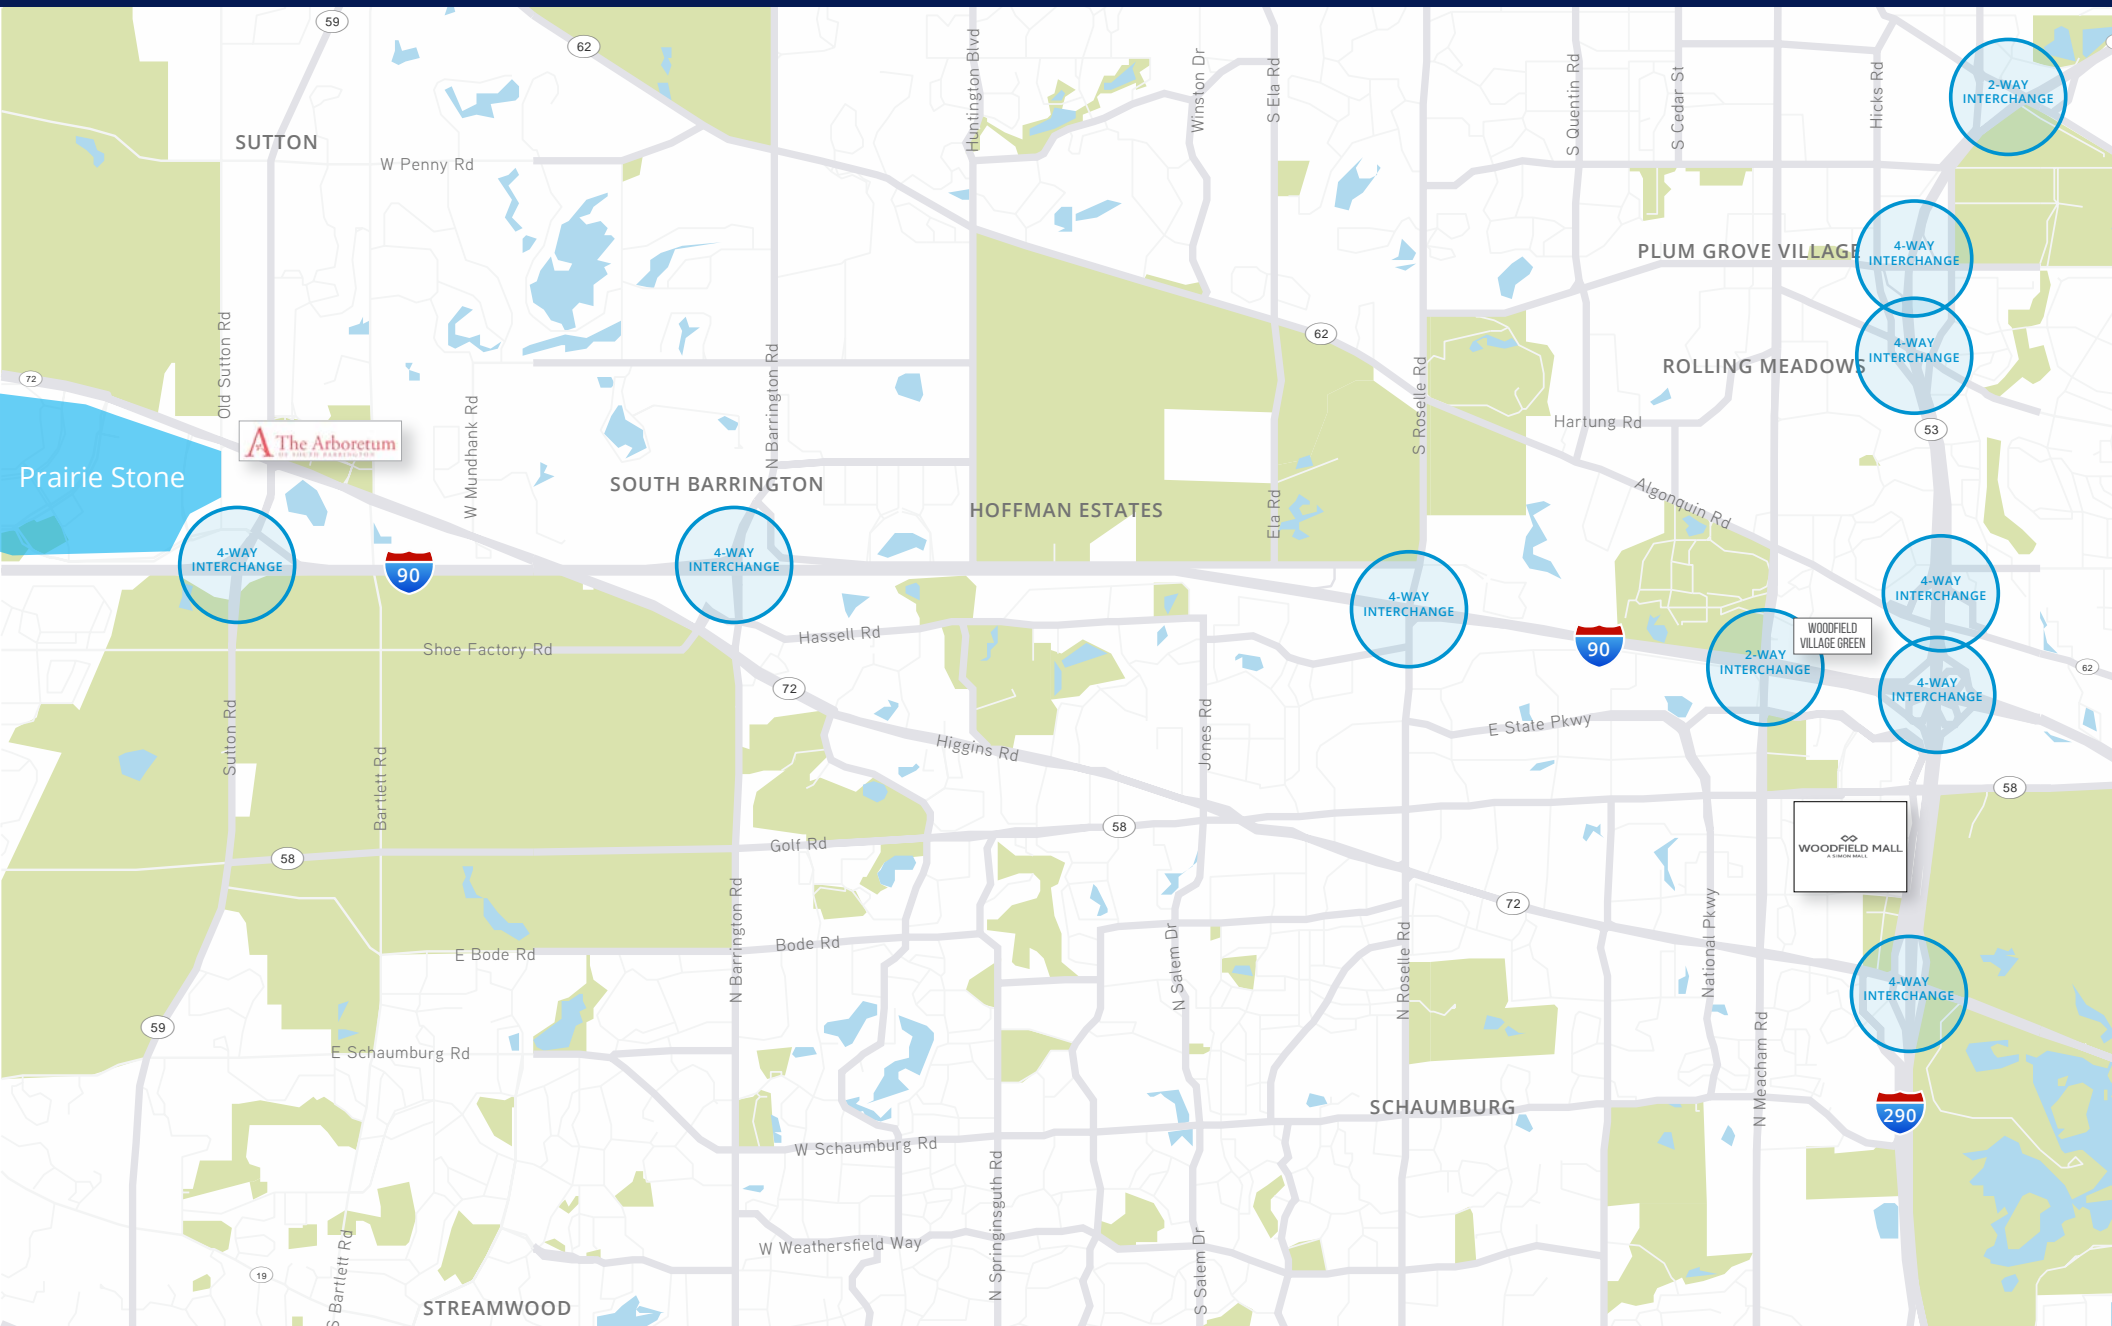 59
62
Huntington Blvd
Winston Dr
S Ela Rd
S Quentin Rd
S Cedar St
Hicks Rd
2-WAY
INTERCHANGE
SUTTON
W Penny Rd
PLUM GROVE VILLAGE
4-WAY
INTERCHANGE
62
4-WAY
INTERCHANGE
ROLLING MEADOWS
72
Old Sutton Rd
N Barrington Rd
S Roselle Rd
W Mundhank Rd
Hartung Rd
53
A The Arboretum
OF SOUTH BARRINGTON
Prairie Stone
SOUTH BARRINGTON
HOFFMAN ESTATES
Ela Rd
Algonquin Rd
4-WAY
INTERCHANGE
90
4-WAY
INTERCHANGE
4-WAY
INTERCHANGE
4-WAY
INTERCHANGE
Hassell Rd
Shoe Factory Rd
90
2-WAY
INTERCHANGE
WOODFIELD
VILLAGE GREEN
62
72
4-WAY
INTERCHANGE
Sutton Rd
Bartlett Rd
Higgins Rd
Jones Rd
E State Pkwy
58
58
Golf Rd
58
WOODFIELD MALL
A SIMON MALL
72
N Barrington Rd
E Bode Rd
Bode Rd
N Salem Dr
N Roselle Rd
National Pkwy
4-WAY
INTERCHANGE
59
E Schaumburg Rd
N Meacham Rd
SCHAUMBURG
290
W Schaumburg Rd
N Springinsguth Rd
W Weathersfield Way
S Salem Dr
19
S Bartlett Rd
STREAMWOOD